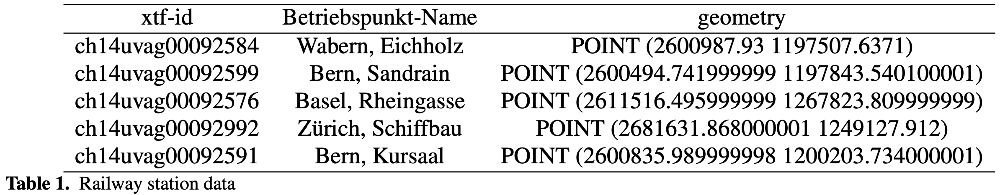 xtf-id Betriebspunkt-Name geometry
ch14uvag00092584 Wabern, Eichholz POINT (2600987.93 1197507.6371)
ch14uvag00092599 Bern, Sandrain POINT (2600494.741999999 1197843.540100001)
ch14uvag00092576 Basel, Rheingasse POINT (2611516.495999999 1267823.809999999)
ch14uvag00092992 Zürich, Schiffbau POINT (2681631.868000001 1249127.912)
ch14uvag00092591 Bern, Kursaal POINT (2600835.989999998 1200203.734000001)
Table 1. Railway station data